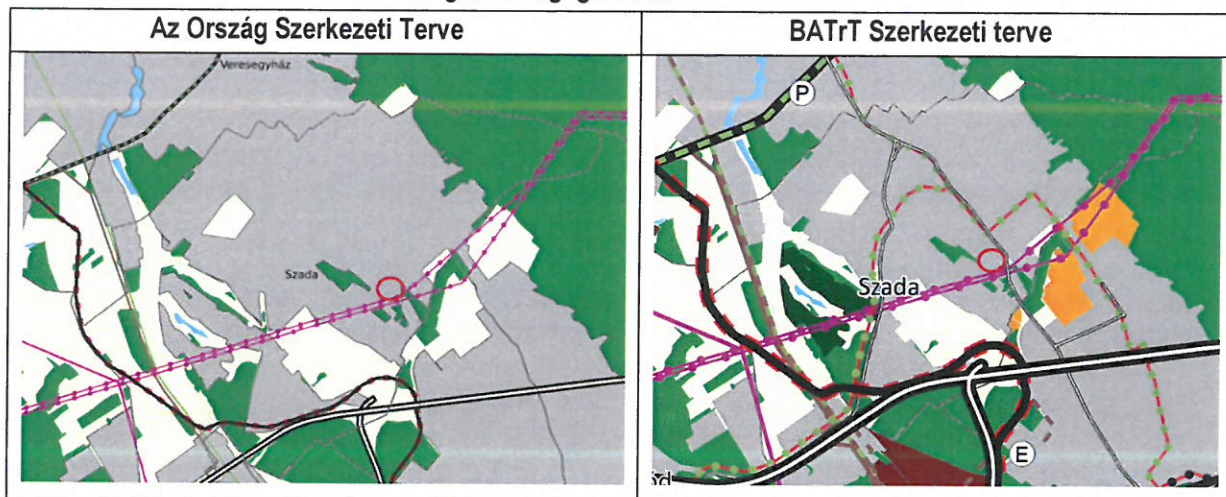 Az Ország Szerkezeti Terve
BATrT Szerkezeti terve
Veresegyház
Szada
P
Szada
E